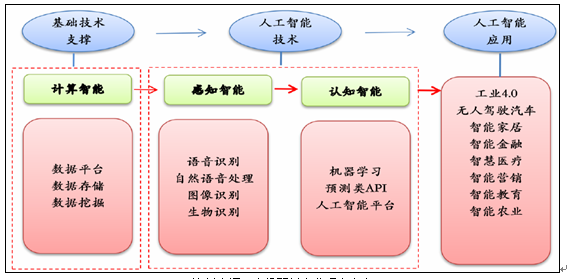 基础技术
支撑
人工智能
技术
人工智能
应用
计算智能
感知智能
认知智能
数据平台
数据存储
数据挖掘
语音识别
自然语音处理
图像识别
生物识别
机器学习
预测类API
人工智能平台
工业4.0
无人驾驶汽车
智能家居
智能金融
智慧医疗
智能营销
智能教育
智能农业